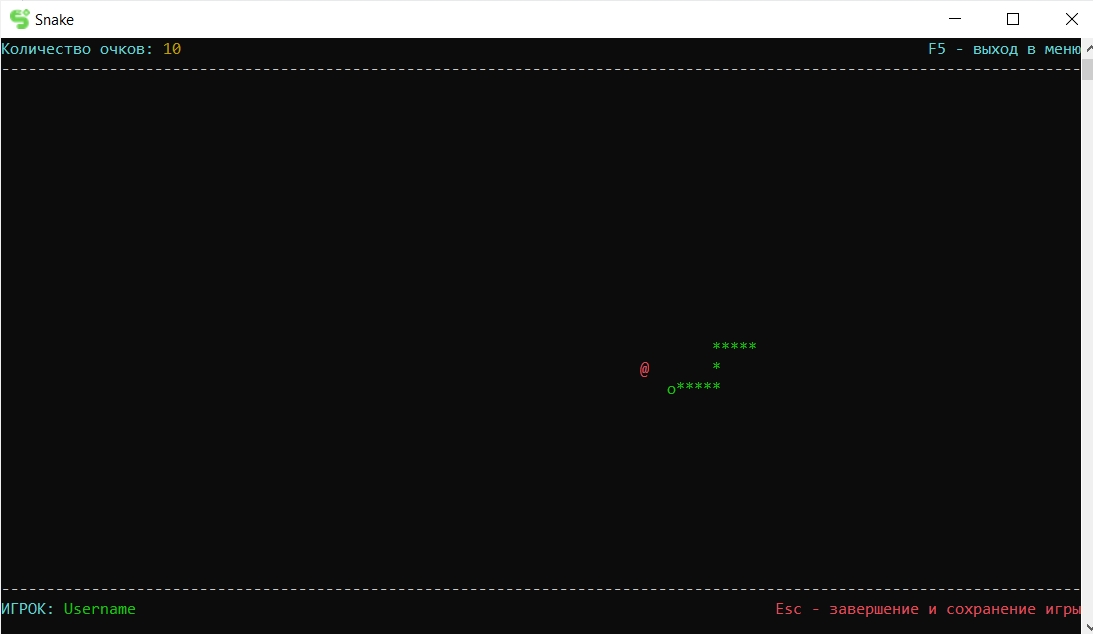 Snake
Количество очков: 10 F5 - выход в меню
------------------------------------------------------------------------------------------------------------------------
*****
@ *
o*****
------------------------------------------------------------------------------------------------------------------------
ИГРОК: Username Esc - завершение и сохранение игры